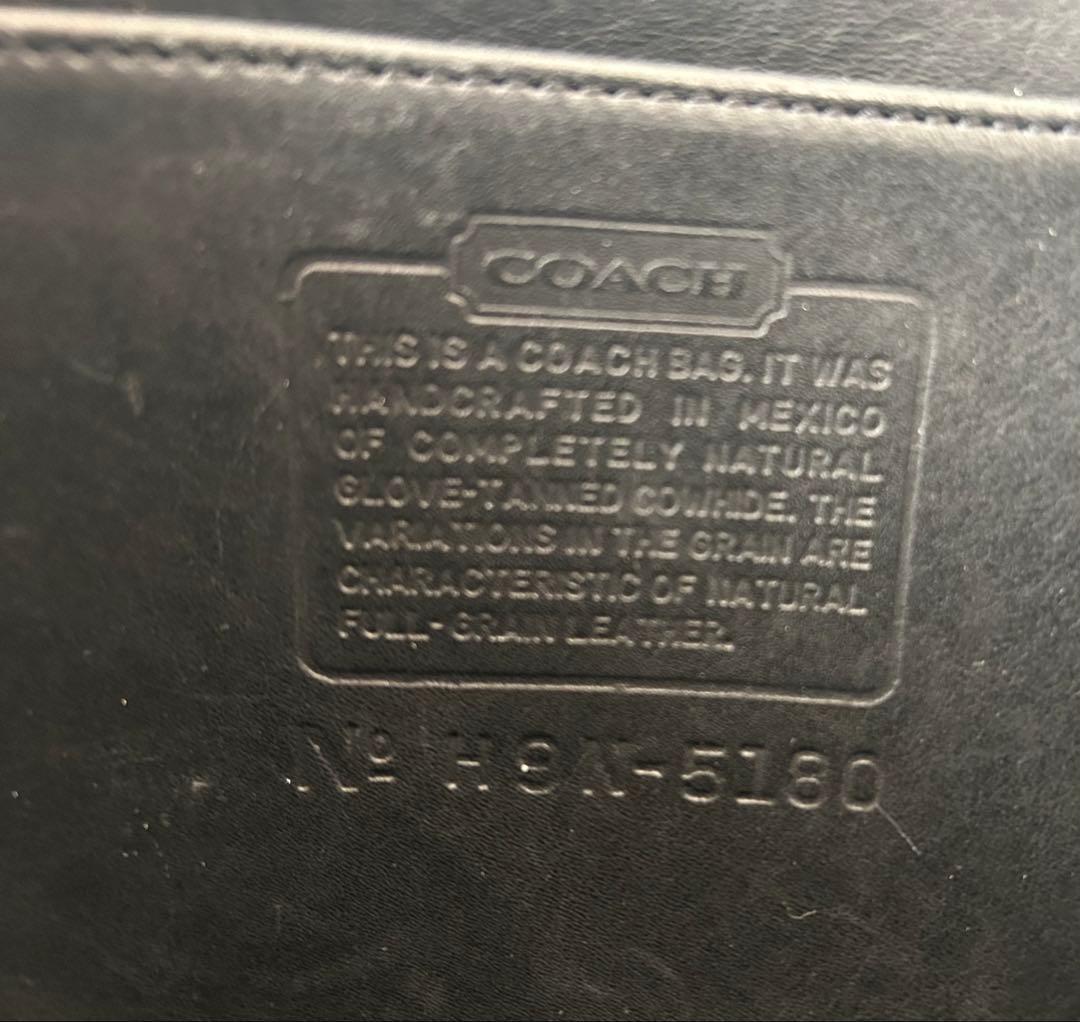 COACH
THIS IS A COACH BAG. IT WAS
HANDCRAFTED IN MEXICO
OF COMPLETELY NATURAL
GLOVE-TANNED COWHIDE. THE
VARIATIONS IN THE GRAIN ARE
CHARACTERISTIC OF NATURAL
FULL-GRAIN LEATHER.
Nº 5180